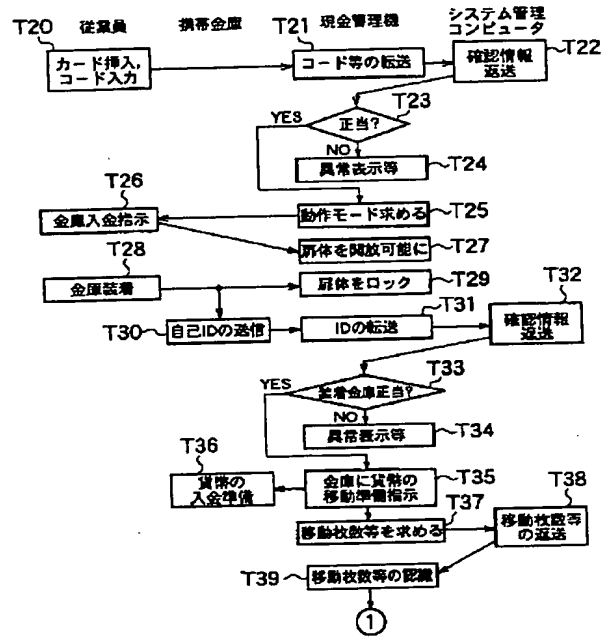 従業員
携帯金庫
現金管理機
システム管理
コンピュータ
T20
カード挿入,
コード入力
T21
コード等の転送
T22
確認情報
返送
T23
正当?
YES
NO
T24
異常表示等
T25
動作モード求める
T26
金庫入金指示
T27
扉体を開放可能に
T28
金庫装着
T29
扉体をロック
T30
自己IDの送信
T31
IDの転送
T32
確認情報
返送
T33
装着金庫正当?
YES
NO
T34
異常表示等
T35
金庫に貨幣の
移動準備指示
T36
貨幣の
入金準備
T37
移動枚数等を求める
T38
移動枚数等
の返送
T39
移動枚数等の認識
1